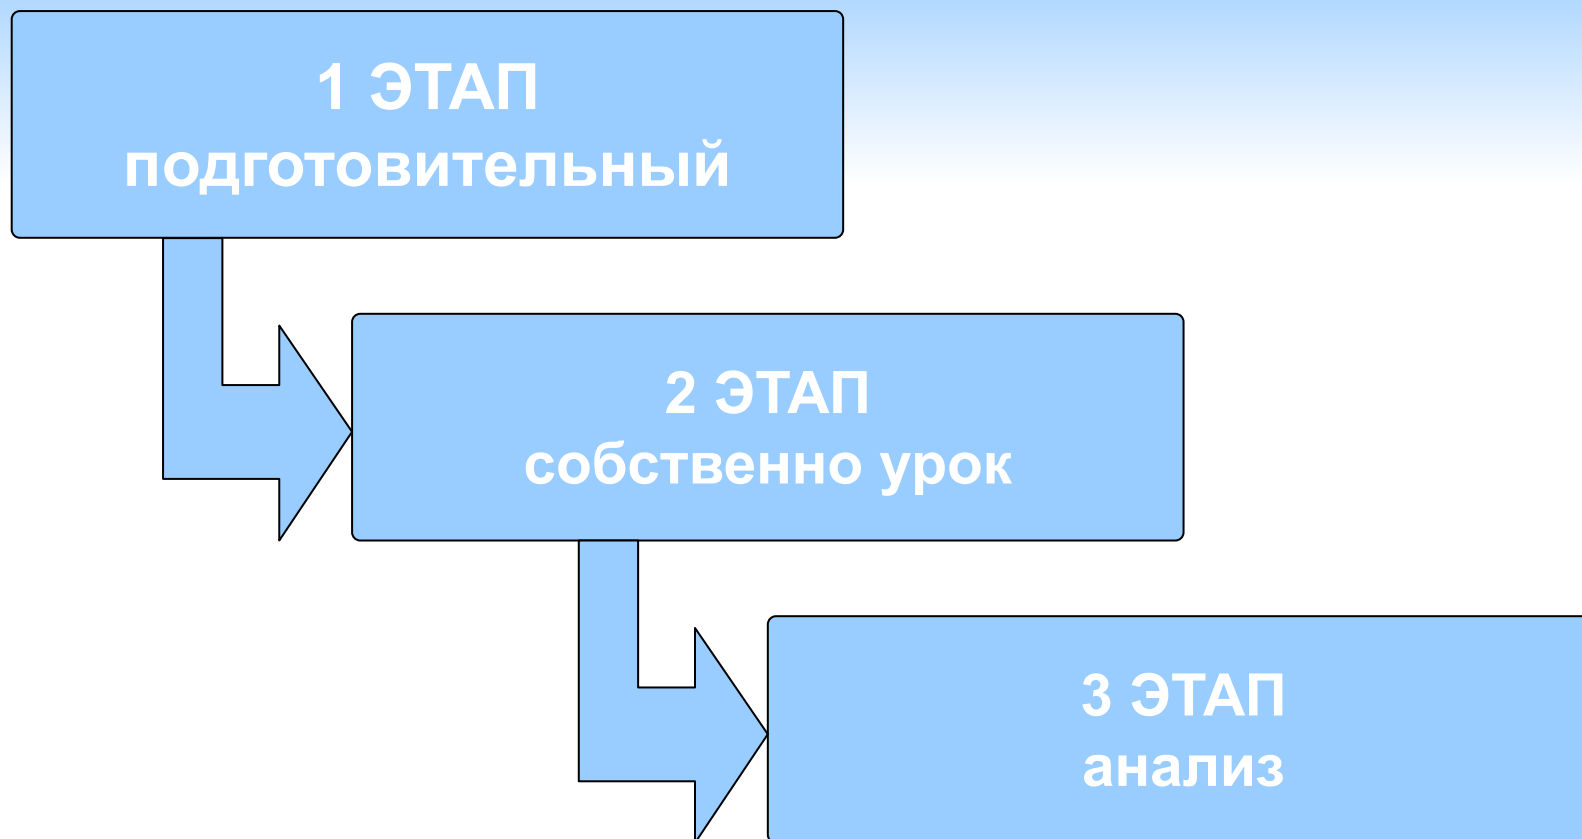 1 ЭТАП
подготовительный
2 ЭТАП
собственно урок
3 ЭТАП
анализ